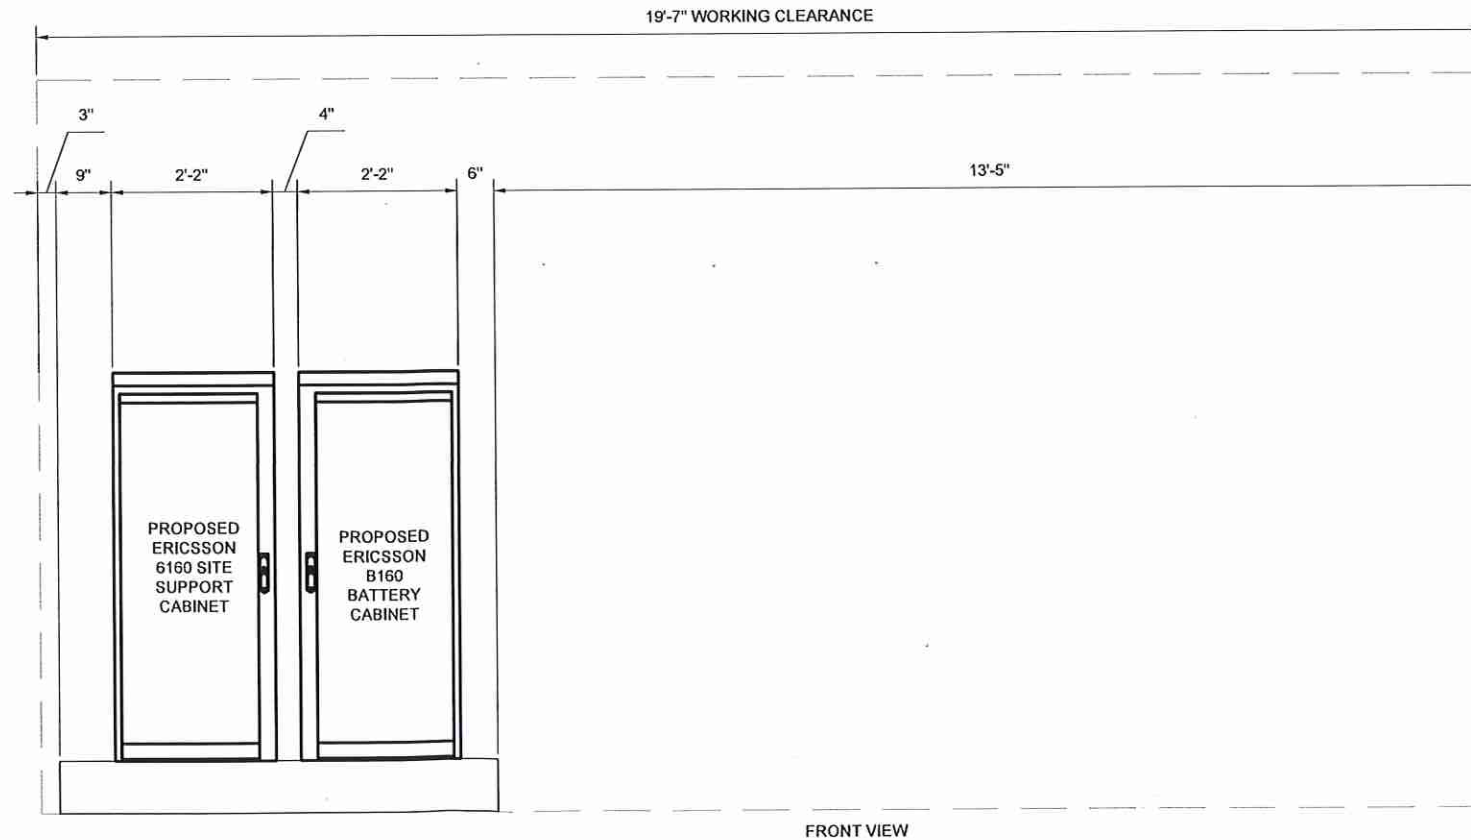 19'-7" WORKING CLEARANCE
3"
4"
9"
2'-2"
2'-2"
6"
13'-5"
PROPOSED
ERICSSON
6160 SITE
SUPPORT
CABINET
PROPOSED
ERICSSON
B160
BATTERY
CABINET
FRONT VIEW